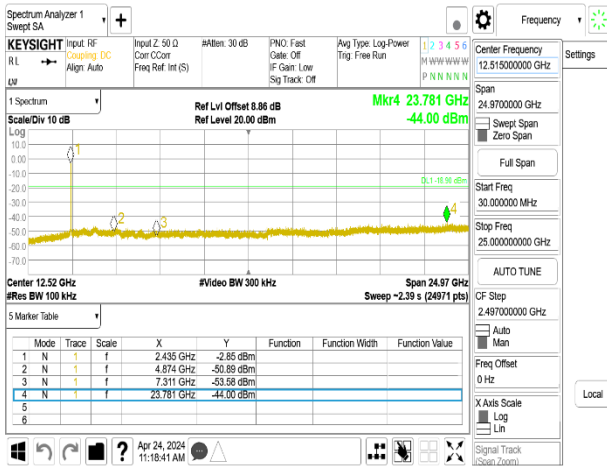 Spectrum Analyzer 1
Swept SA
+
Frequency
Settings
KEYSIGHT
RL
Input: RF
Coupling: DC
Align: Auto
Input Z: 50 Ω
Corr CCorr
Freq Ref: Int (S)
#Atten: 30 dB
PNO: Fast
Gate: Off
IF Gain: Low
Sig Track: Off
Avg Type: Log-Power
Trig: Free Run
1 2 3 4 5 6
M W W W W W
P N N N N N
1 Spectrum
Scale/Div 10 dB
Log
Ref Lvl Offset 8.86 dB
Ref Level 20.00 dBm
Mkr4 23.781 GHz
-44.00 dBm
10.0
0.00
-10.0
-20.0
-30.0
-40.0
-50.0
-60.0
-70.0
1
2
3
4
Center 12.52 GHz
#Res BW 100 kHz
#Video BW 300 kHz
Span 24.97 GHz
Sweep ~2.39 s (24971 pts)
5 Marker Table
Mode Trace Scale X Y Function Function Width Function Value
1 N 1 f 2.435 GHz -2.85 dBm
2 N 1 f 4.874 GHz -50.89 dBm
3 N 1 f 7.311 GHz -53.58 dBm
4 N 1 f 23.781 GHz -44.00 dBm
5
6
?
Apr 24, 2024
11:18:41 AM
Center Frequency
12.515000000 GHz
Span
24.9700000 GHz
Swept Span
Zero Span
Full Span
Start Freq
30.000000 MHz
Stop Freq
25.000000000 GHz
AUTO TUNE
CF Step
2.497000000 GHz
Auto
Man
Freq Offset
0 Hz
X Axis Scale
Log
Lin
Signal Track
(Span Zoom)
Local